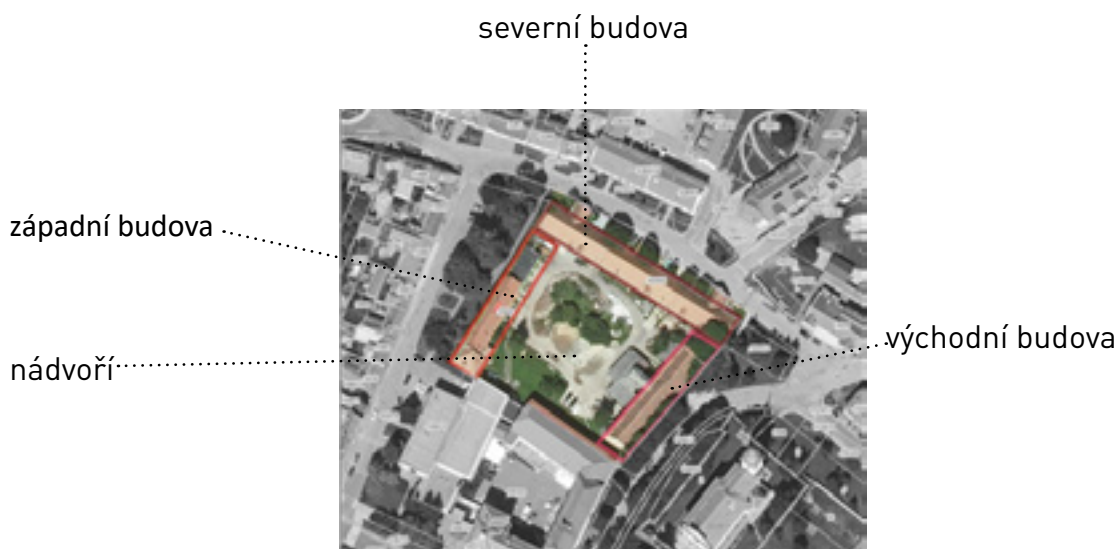 severní budova
západní budova
východní budova
nádvoří